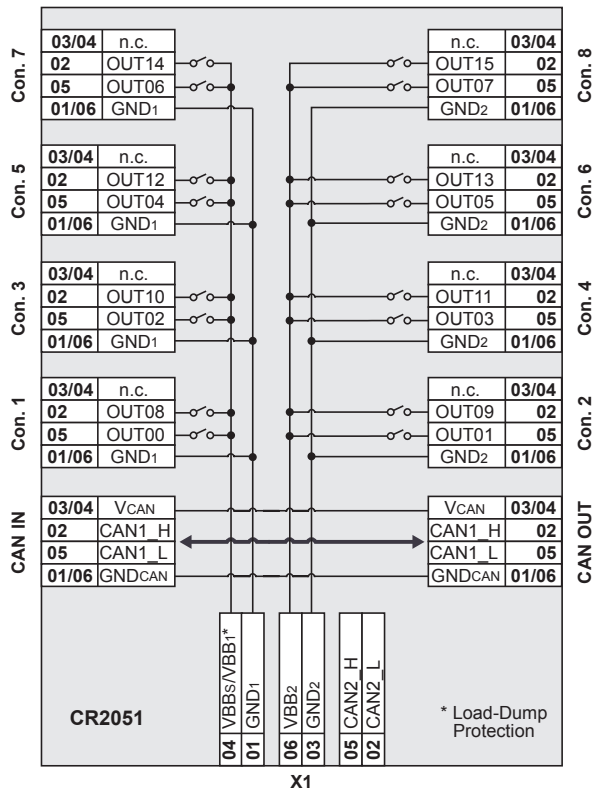 Con. 7
03/04 n.c.
02 OUT14
05 OUT06
01/06 GND1
Con. 8
n.c. 03/04
OUT15 02
OUT07 05
GND2 01/06
Con. 5
03/04 n.c.
02 OUT12
05 OUT04
01/06 GND1
Con. 6
n.c. 03/04
OUT13 02
OUT05 05
GND2 01/06
Con. 3
03/04 n.c.
02 OUT10
05 OUT02
01/06 GND1
Con. 4
n.c. 03/04
OUT11 02
OUT03 05
GND2 01/06
Con. 1
03/04 n.c.
02 OUT08
05 OUT00
01/06 GND1
Con. 2
n.c. 03/04
OUT09 02
OUT01 05
GND2 01/06
CAN IN
03/04 VCAN
02 CAN1_H
05 CAN1_L
01/06 GNDCAN
CAN OUT
VCAN 03/04
CAN1_H 02
CAN1_L 05
GNDCAN 01/06
CR2051
04 VBBS/VBB1*
01 GND1
06 VBB2
03 GND2
05 CAN2_H
02 CAN2_L
* Load-Dump
Protection
X1